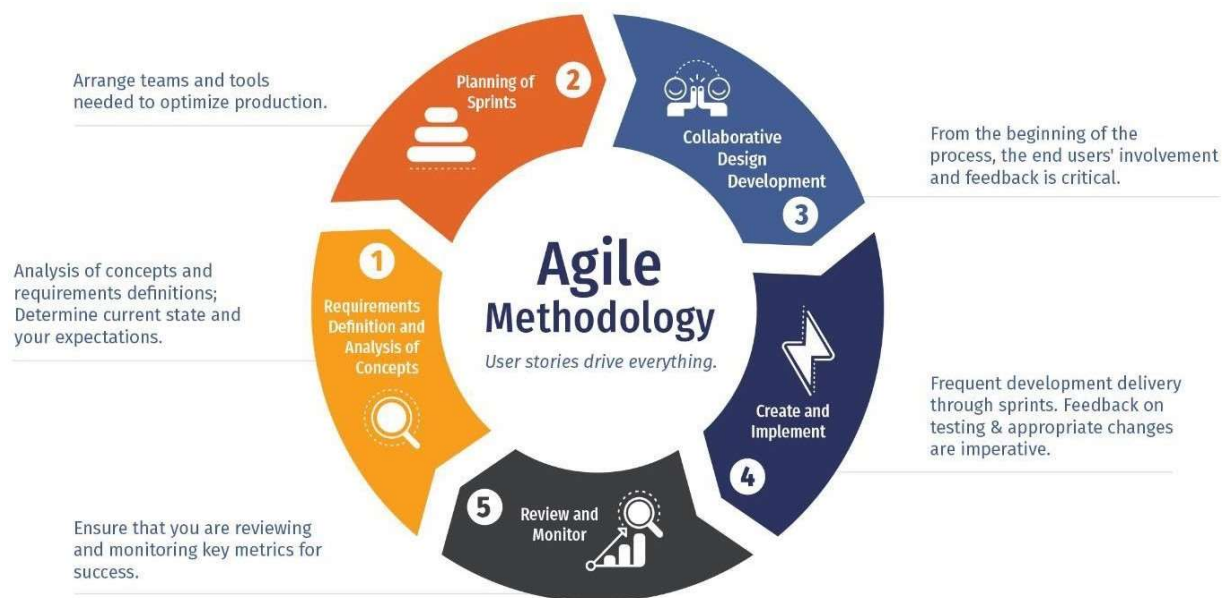 Agile
Methodology
User stories drive everything.
1
Requirements
Definition and
Analysis of
Concepts
Analysis of concepts and
requirements definitions;
Determine current state and
your expectations.
2
Planning of
Sprints
Arrange teams and tools
needed to optimize production.
Collaborative
Design
Development
3
From the beginning of the
process, the end users' involvement
and feedback is critical.
Create and
Implement
4
Frequent development delivery
through sprints. Feedback on
testing & appropriate changes
are imperative.
5
Review and
Monitor
Ensure that you are reviewing
and monitoring key metrics for
success.